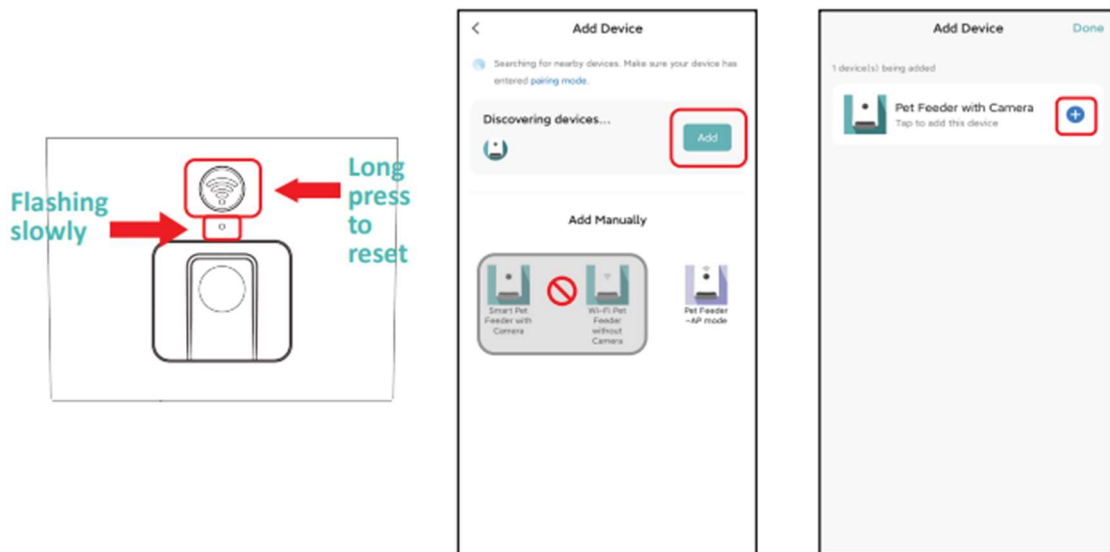 Flashing
slowly
Long
press
to
reset
Add Device
Searching for nearby devices. Make sure your device has
entered pairing mode.
Discovering devices...
Add
Add Manually
Smart Pet
Feeder with
Camera
Wi-Fi Pet
Feeder
without
Camera
Pet Feeder
-AP mode
Add Device
Done
1 device(s) being added
Pet Feeder with Camera
Tap to add this device